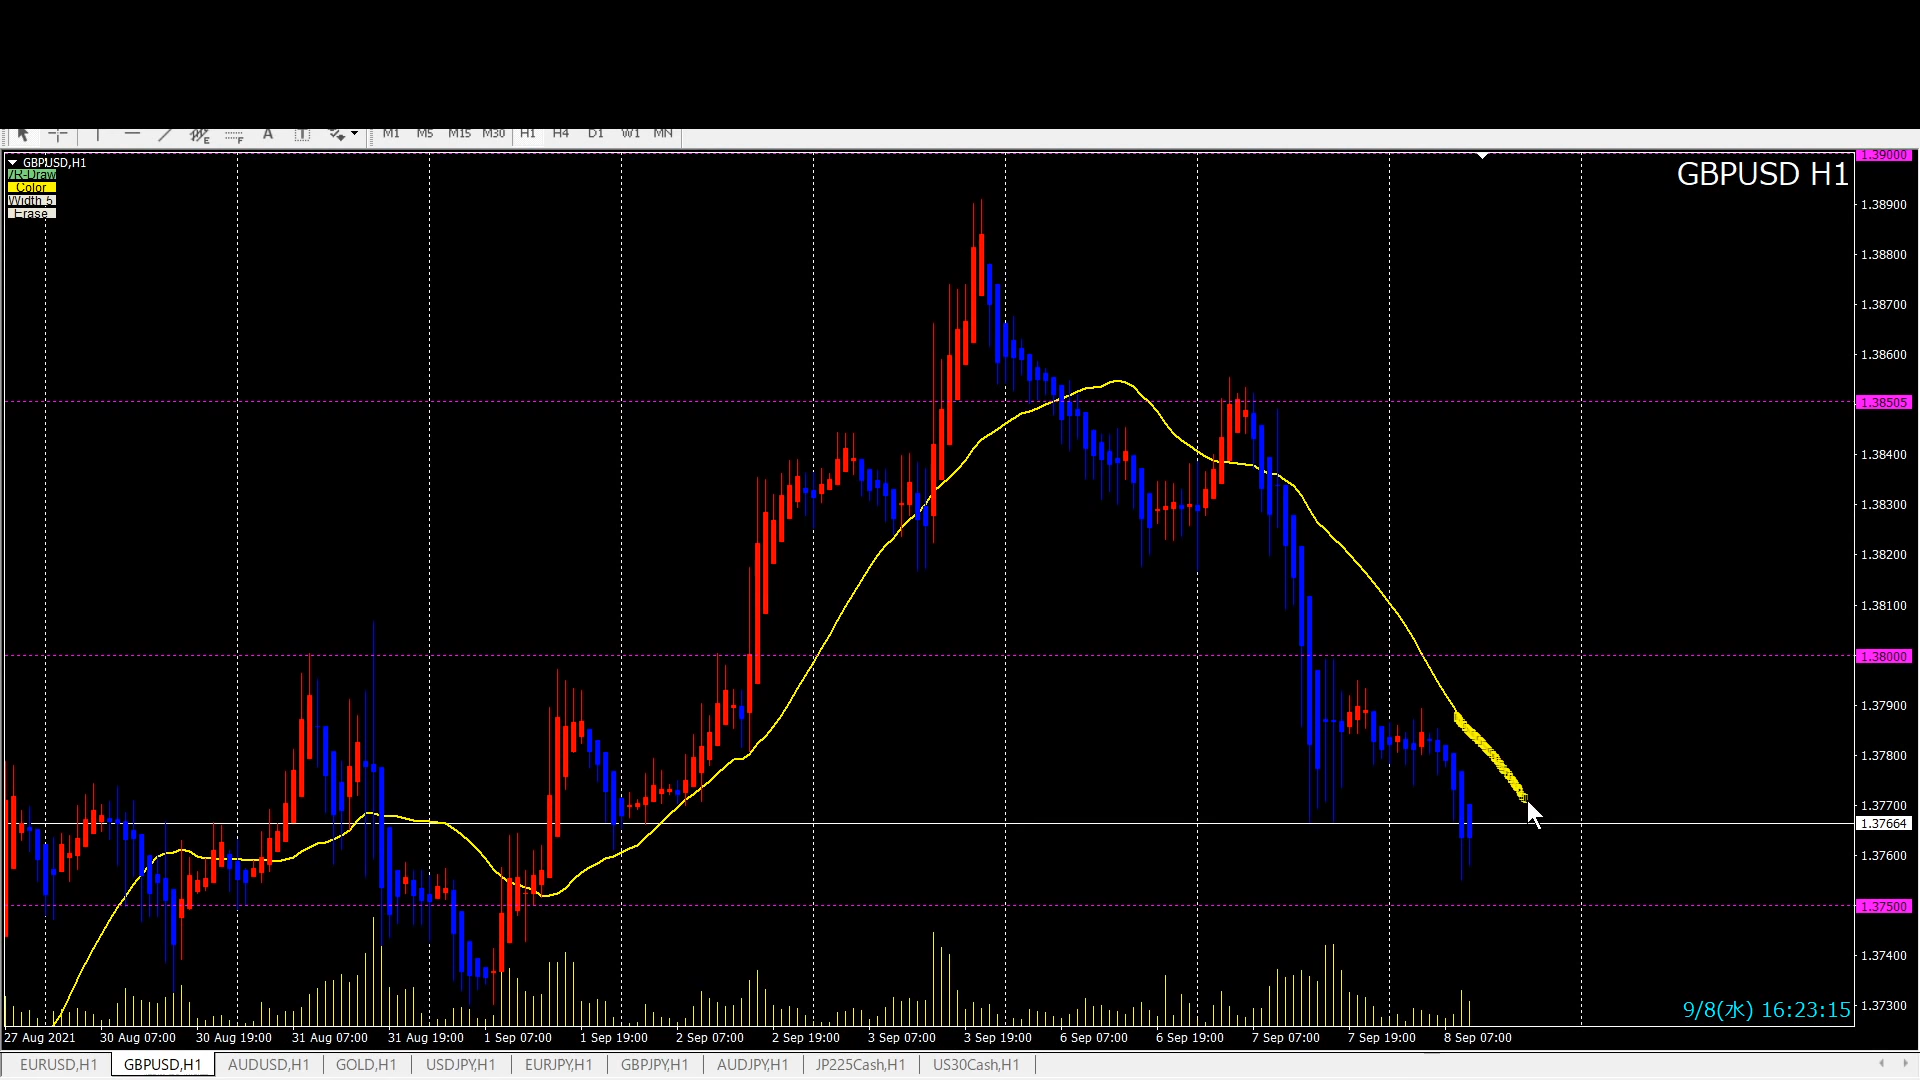 A T
M1 M5 M15 M30 H1 H4 D1 W1 MN
GBPUSD,H1
/R-Draw
Color
Width 5
Erase
GBPUSD H1
1.39000
1.38900
1.38800
1.38700
1.38600
1.38505
1.38400
1.38300
1.38200
1.38100
1.38000
1.37900
1.37800
1.37700
1.37664
1.37600
1.37500
1.37400
1.37300
9/8(水) 16:23:15
27 Aug 2021 30 Aug 07:00 30 Aug 19:00 31 Aug 07:00 31 Aug 19:00 1 Sep 07:00 1 Sep 19:00 2 Sep 07:00 2 Sep 19:00 3 Sep 07:00 3 Sep 19:00 6 Sep 07:00 6 Sep 19:00 7 Sep 07:00 7 Sep 19:00 8 Sep 07:00
EURUSD,H1 GBPUSD,H1 AUDUSD,H1 GOLD,H1 USDJPY,H1 EURJPY,H1 GBPJPY,H1 AUDJPY,H1 JP225Cash,H1 US30Cash,H1